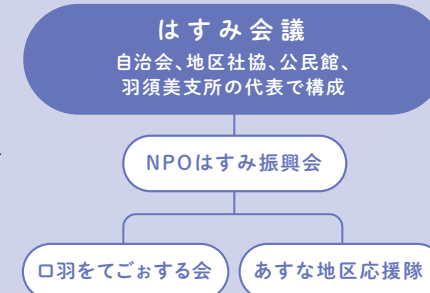 はすみ会議
自治会、地区社協、公民館、
羽須美支所の代表で構成
NPOはすみ振興会
口羽をてごぉする会
あすな地区応援隊